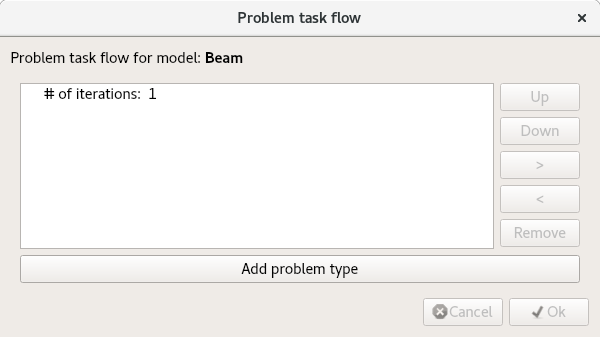 Problem task flow
×
Problem task flow for model: Beam
# of iterations: 1
Up
Down
>
<
Remove
Add problem type
Cancel
Ok